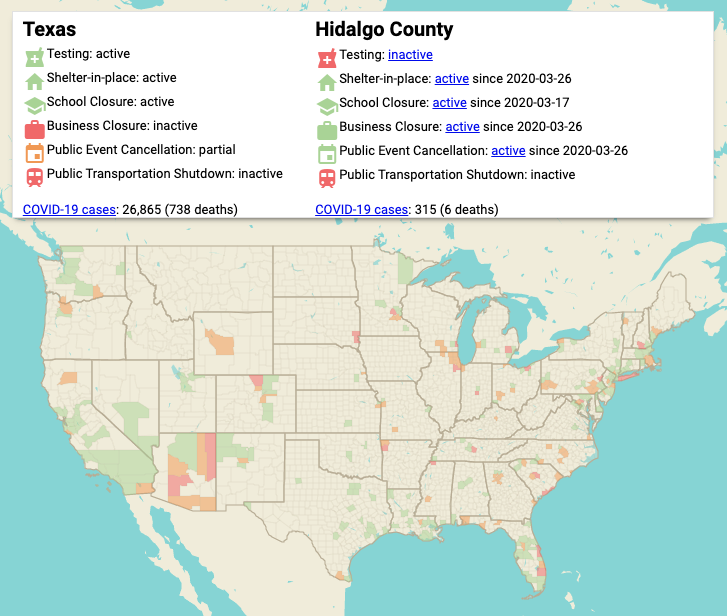 Texas
Testing: active
Shelter-in-place: active
School Closure: active
Business Closure: inactive
Public Event Cancellation: partial
Public Transportation Shutdown: inactive
COVID-19 cases: 26,865 (738 deaths)
Hidalgo County
Testing: inactive
Shelter-in-place: active since 2020-03-26
School Closure: active since 2020-03-17
Business Closure: active since 2020-03-26
Public Event Cancellation: active since 2020-03-26
Public Transportation Shutdown: inactive
COVID-19 cases: 315 (6 deaths)